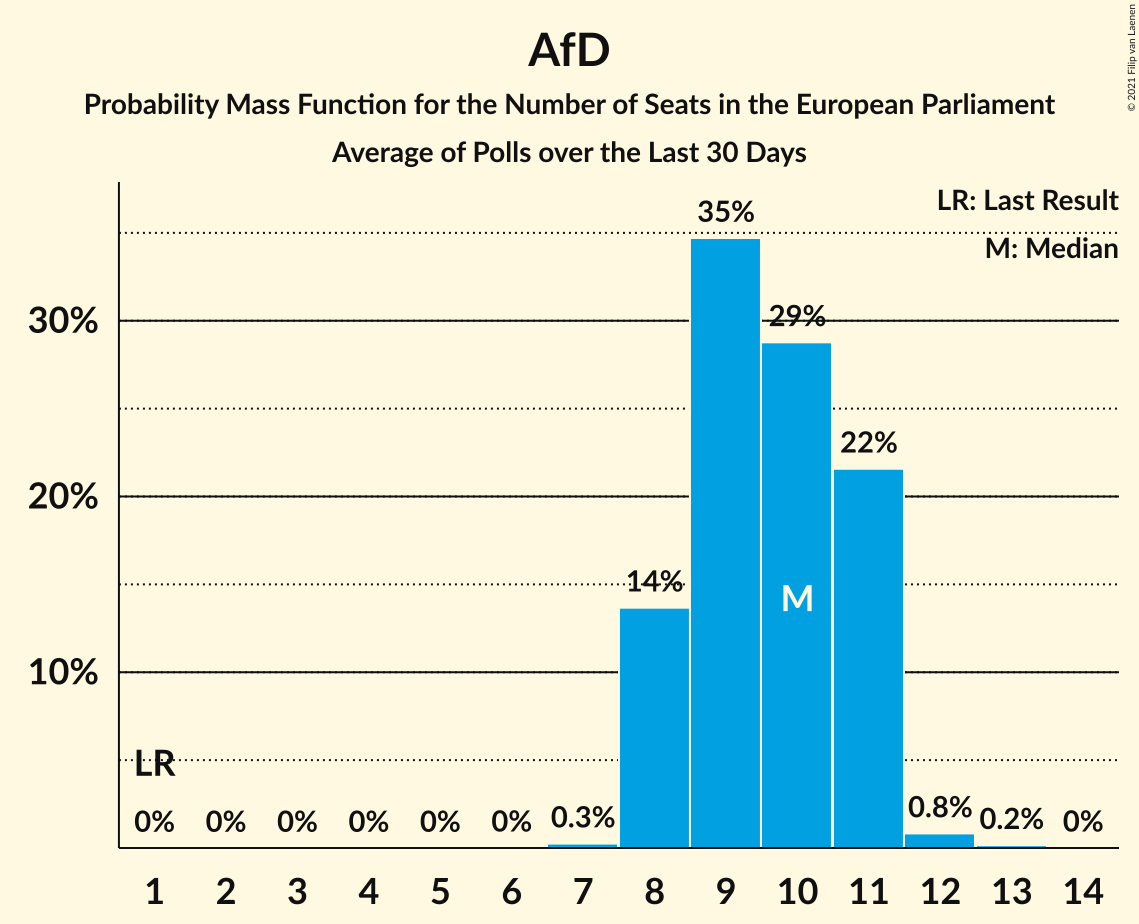 AfD
Probability Mass Function for the Number of Seats in the European Parliament
Average of Polls over the Last 30 Days
© 2021 Filip van Laenen
LR: Last Result
M: Median
30%
20%
10%
LR
0%
0%
0%
0%
0%
0%
0.3%
14%
35%
29%
M
22%
0.8%
0.2%
0%
1 2 3 4 5 6 7 8 9 10 11 12 13 14